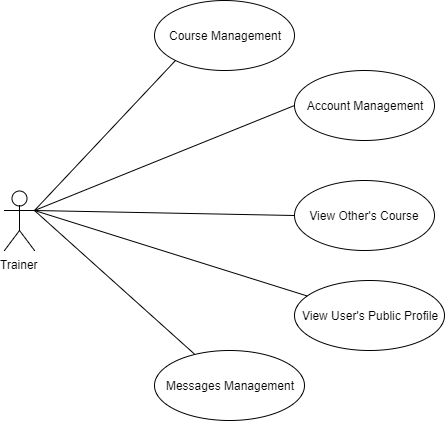 Course Management
Account Management
View Other's Course
Trainer
View User's Public Profile
Messages Management